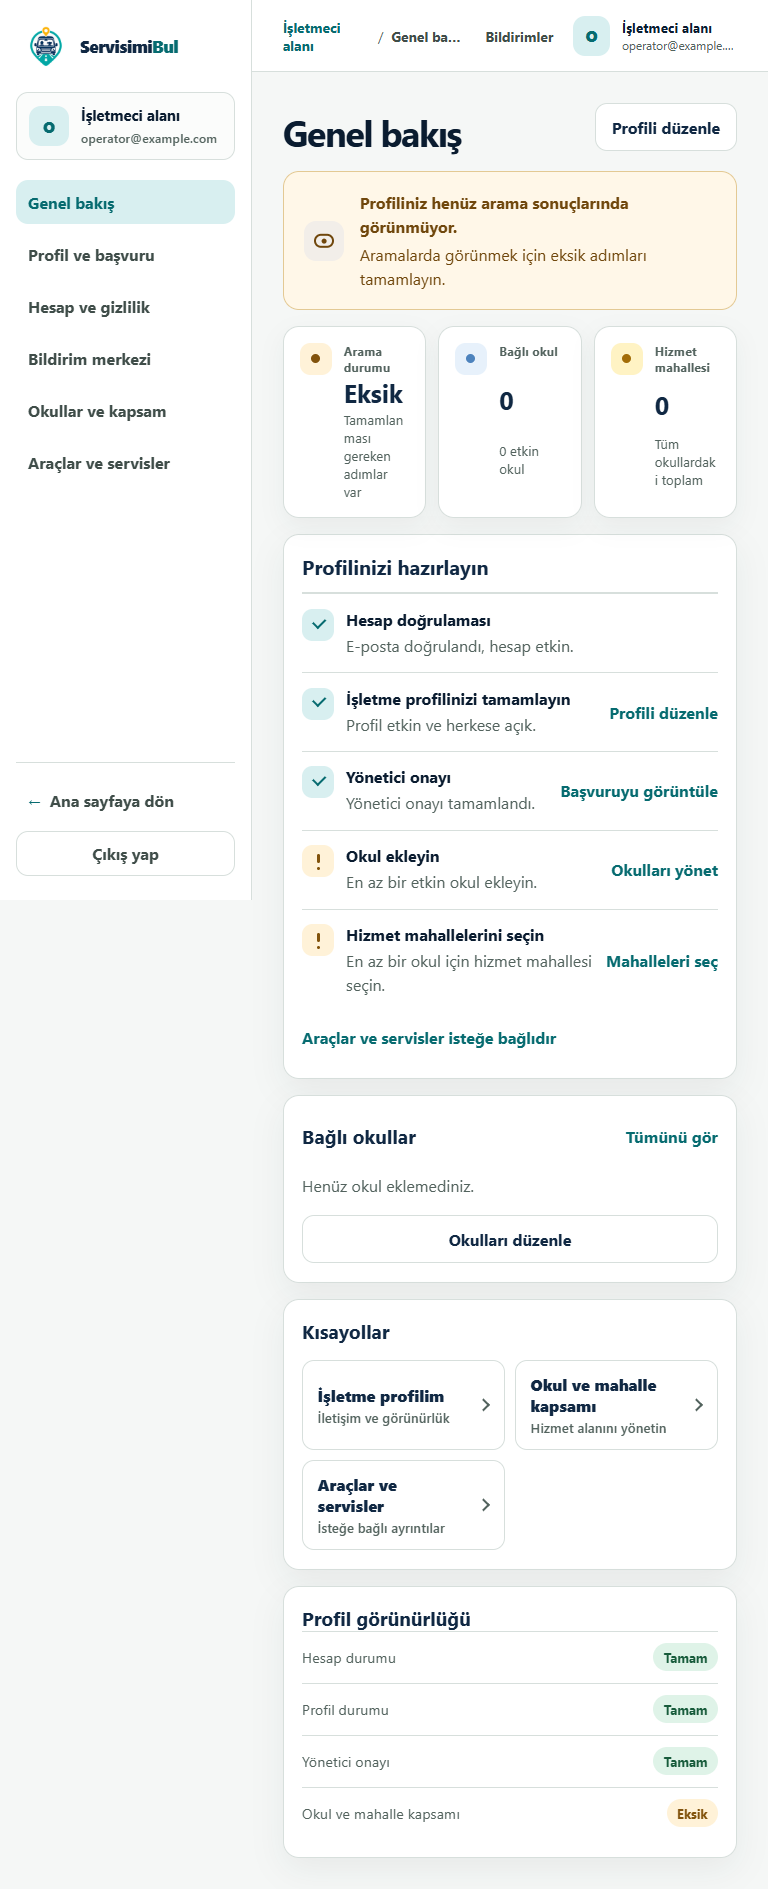 ServisimiBul
O
İşletmeci alanı
operator@example.com
Genel bakış
Profil ve başvuru
Hesap ve gizlilik
Bildirim merkezi
Okullar ve kapsam
Araçlar ve servisler
← Ana sayfaya dön
Çıkış yap
İşletmeci
alanı
/ Genel ba...
Bildirimler
O
İşletmeci alanı
operator@example....
Genel bakış
Profili düzenle
Profiliniz henüz arama sonuçlarında
görünmüyor.
Aramalarda görünmek için eksik adımları
tamamlayın.
Arama
durumu
Eksik
Tamamlan
ması
gereken
adımlar
var
Bağlı okul
0
0 etkin
okul
Hizmet
mahallesi
0
Tüm
okullardak
i toplam
Profilinizi hazırlayın
Hesap doğrulaması
E-posta doğrulandı, hesap etkin.
İşletme profilinizi tamamlayın
Profil etkin ve herkese açık.
Profili düzenle
Yönetici onayı
Yönetici onayı tamamlandı.
Başvuruyu görüntüle
Okul ekleyin
En az bir etkin okul ekleyin.
Okulları yönet
Hizmet mahallelerini seçin
En az bir okul için hizmet mahallesi
seçin.
Mahalleleri seç
Araçlar ve servisler isteğe bağlıdır
Bağlı okullar
Tümünü gör
Henüz okul eklemediniz.
Okulları düzenle
Kısayollar
İşletme profilim
İletişim ve görünürlük
Okul ve mahalle
kapsamı
Hizmet alanını yönetin
Araçlar ve
servisler
İsteğe bağlı ayrıntılar
Profil görünürlüğü
Hesap durumu
Tamam
Profil durumu
Tamam
Yönetici onayı
Tamam
Okul ve mahalle kapsamı
Eksik